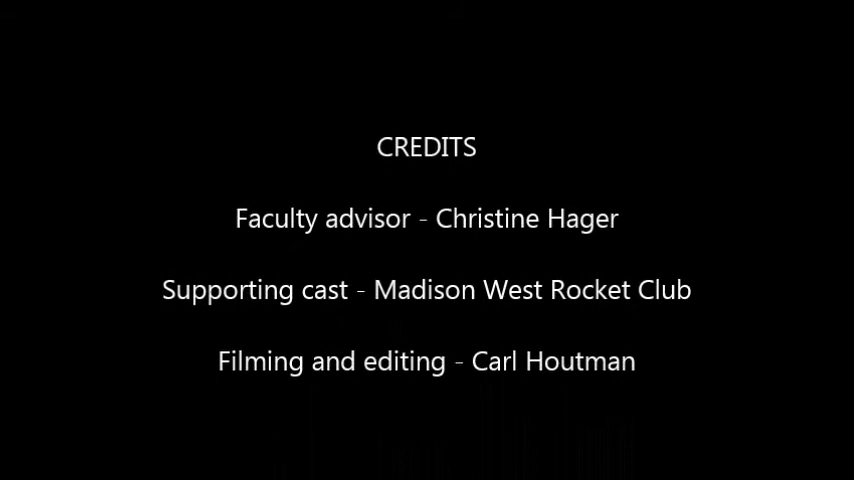 CREDITS
Faculty advisor - Christine Hager
Supporting cast - Madison West Rocket Club
Filming and editing - Carl Houtman